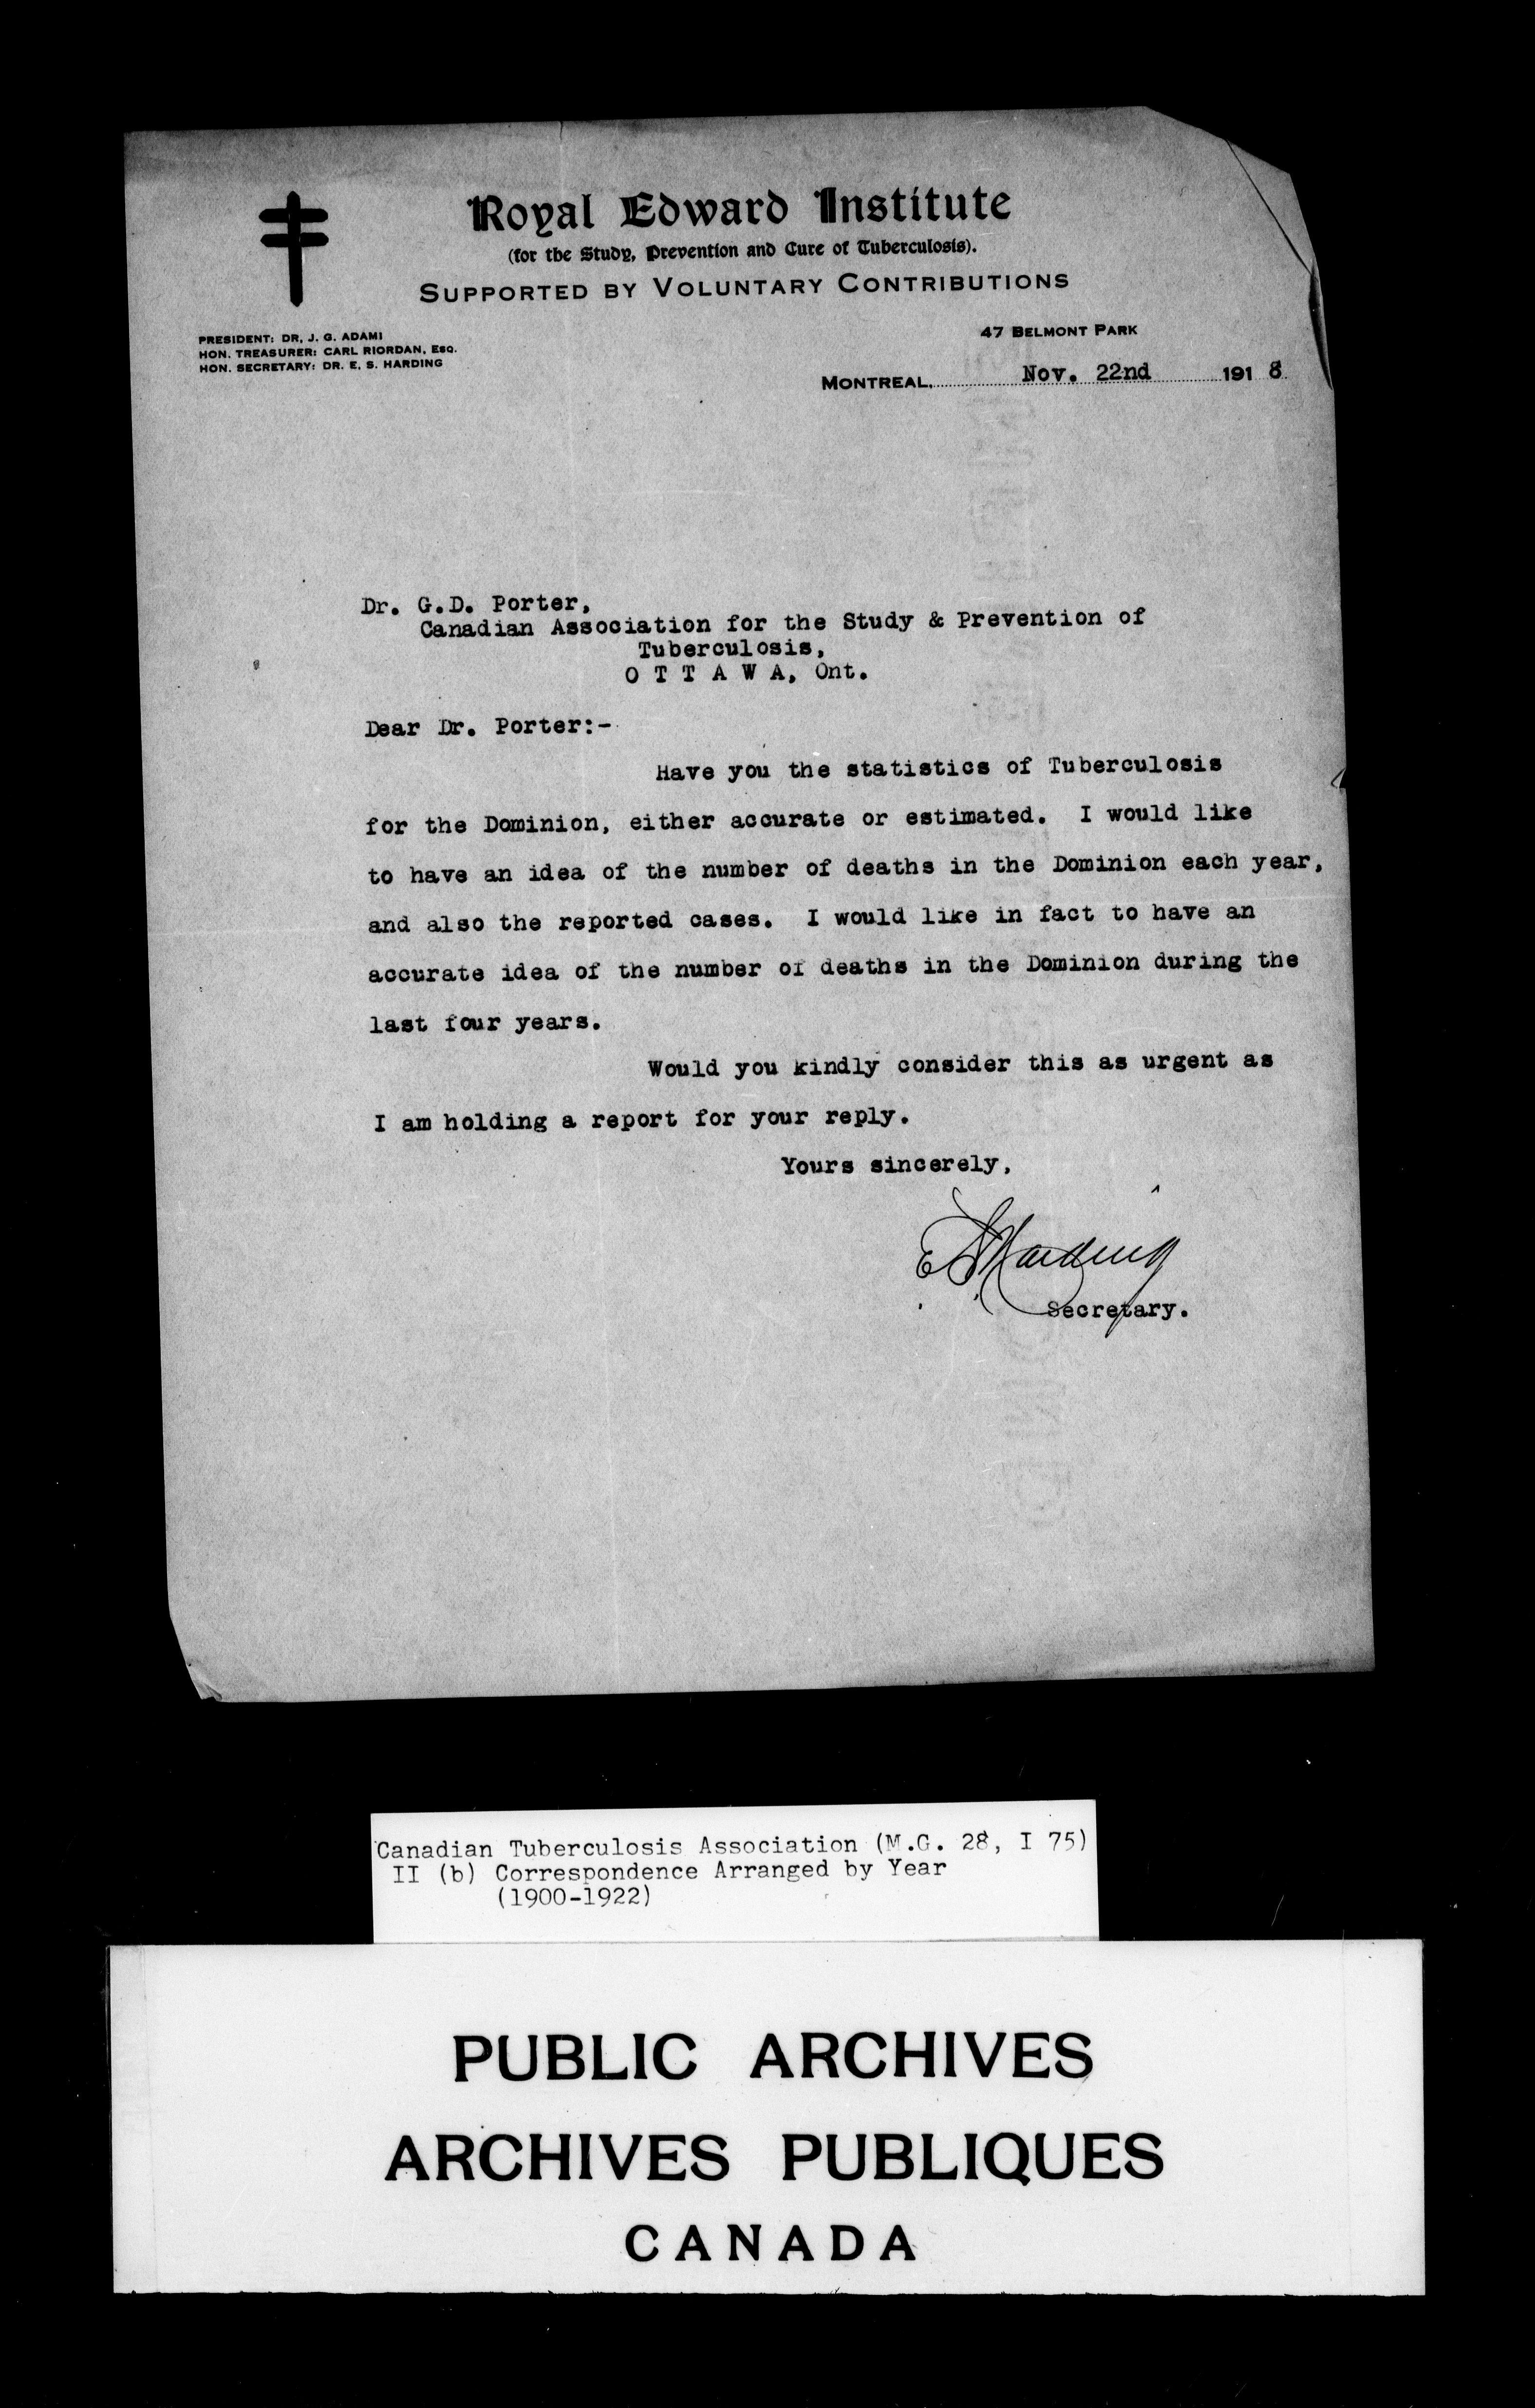 Royal Edward Institute
(for the Study, Prevention and Cure of Tuberculosis).
SUPPORTED BY VOLUNTARY CONTRIBUTIONS
PRESIDENT: DR. J. G. ADAMI
HON. TREASURER: CARL RIORDAN, ESQ.
HON. SECRETARY: DR. E. S. HARDING
47 BELMONT PARK
MONTREAL, Nov. 22nd 1918
Dr. G.D. Porter,
Canadian Association for the Study & Prevention of
Tuberculosis,
O T T A W A, Ont.
Dear Dr. Porter:-
Have you the statistics of Tuberculosis
for the Dominion, either accurate or estimated. I would like
to have an idea of the number of deaths in the Dominion each year,
and also the reported cases. I would like in fact to have an
accurate idea of the number of deaths in the Dominion during the
last four years.
Would you kindly consider this as urgent as
I am holding a report for your reply.
Yours sincerely,
E S Harding
Secretary.
Canadian Tuberculosis Association (M.G. 28, I 75)
II (b) Correspondence Arranged by Year
(1900-1922)
PUBLIC ARCHIVES
ARCHIVES PUBLIQUES
CANADA